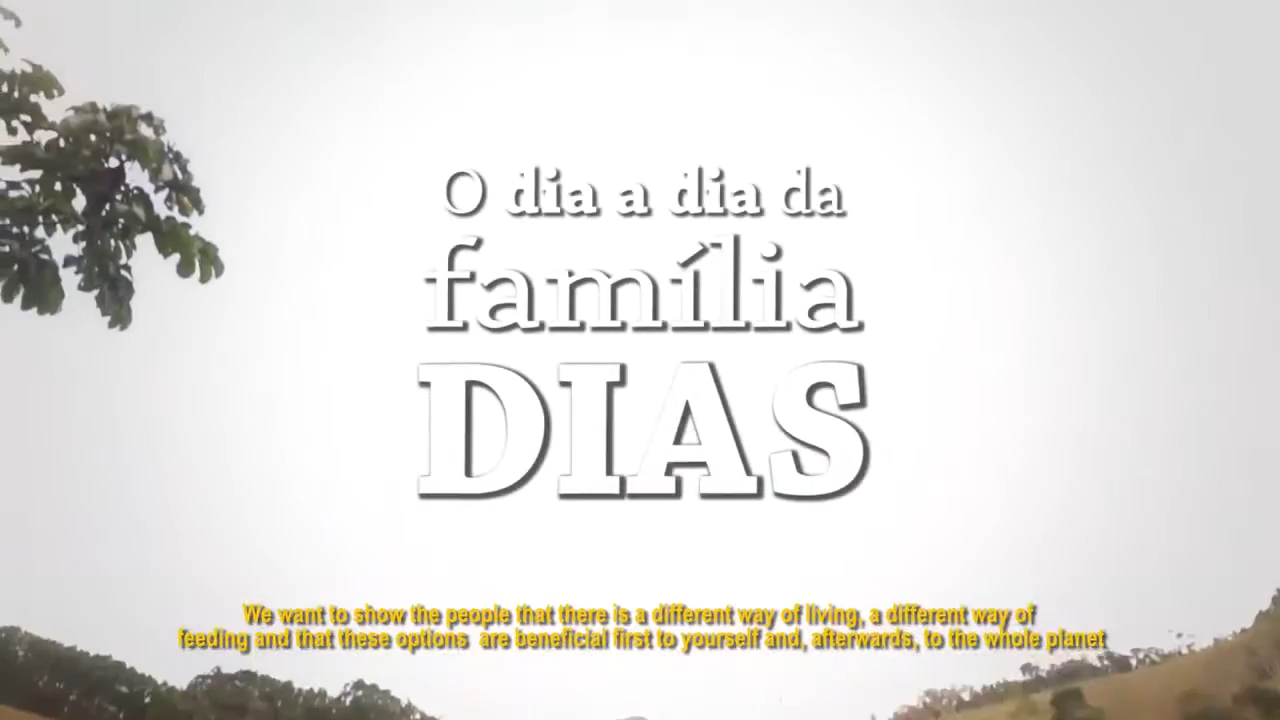 O dia a dia da
família
DIAS
We want to show the people that there is a different way of living, a different way of
feeding and that these options are beneficial first to yourself and, afterwards, to the whole planet